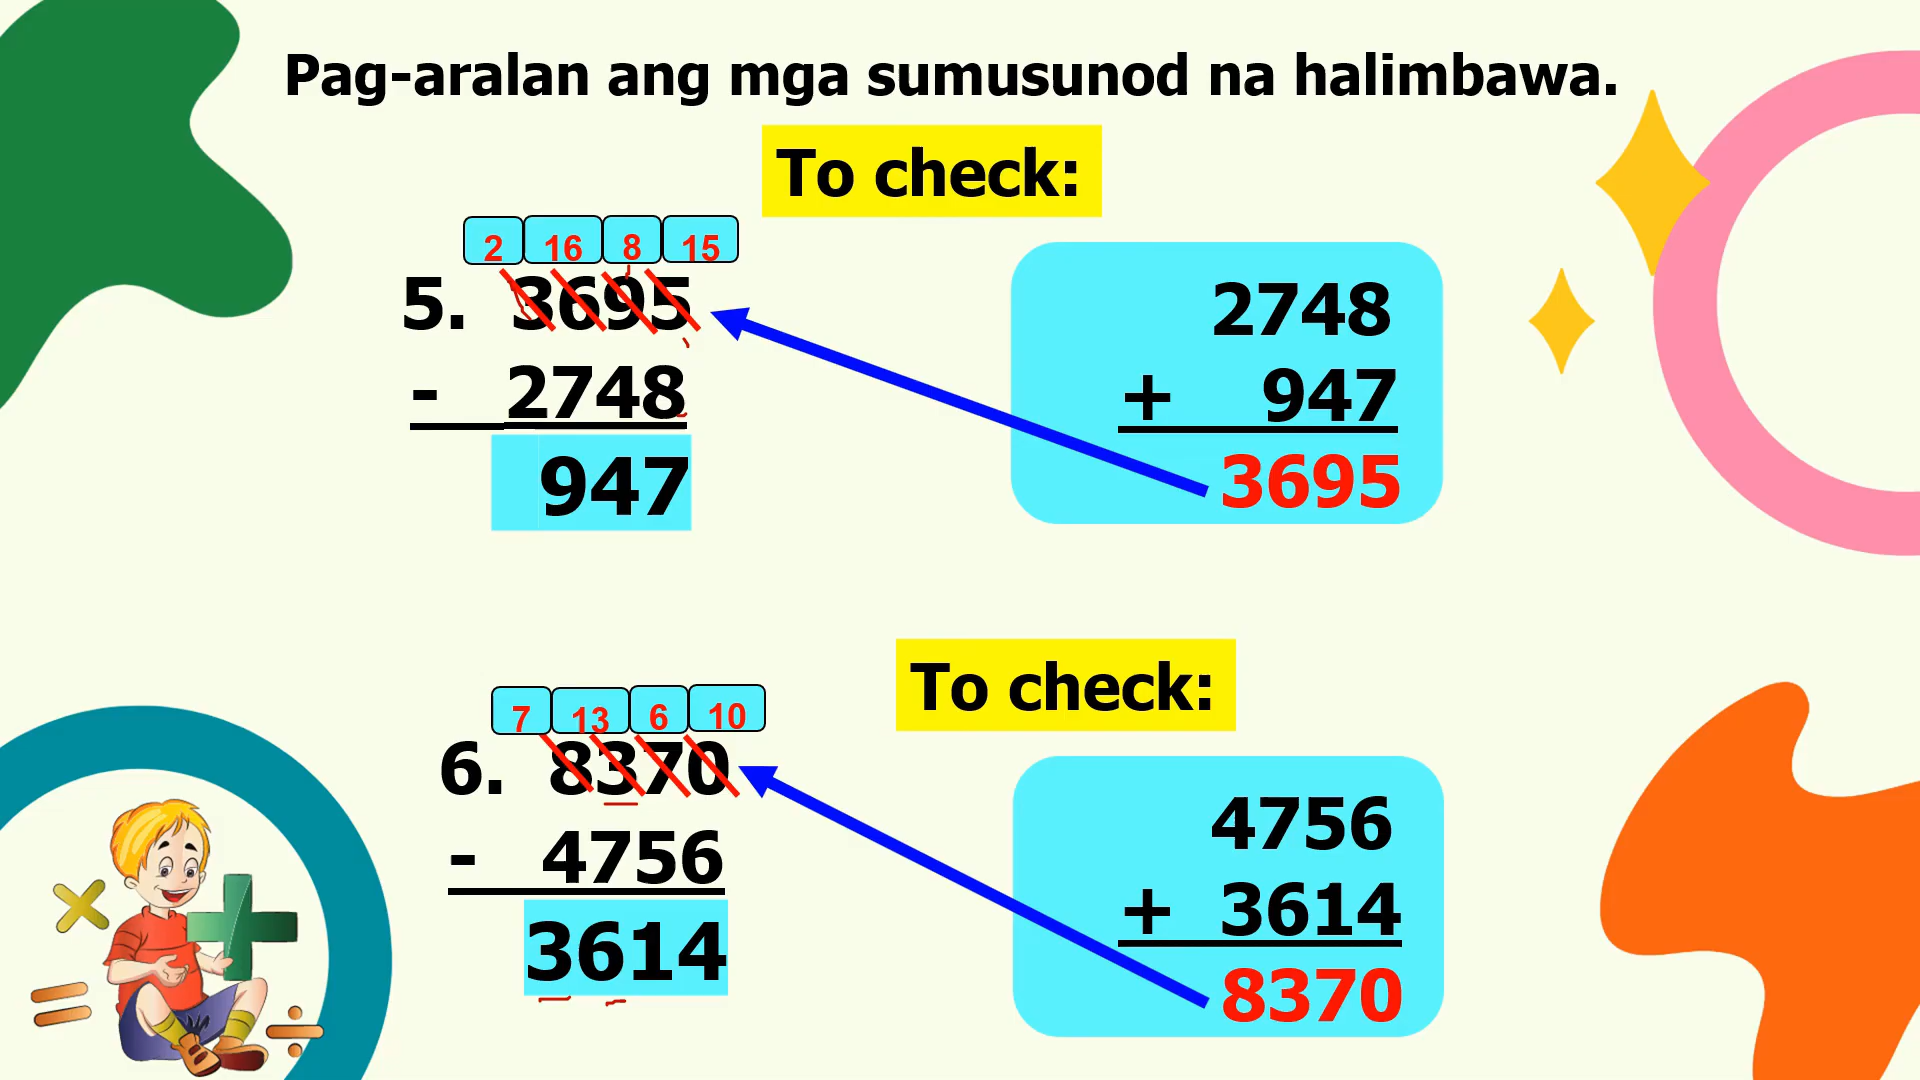 Pag-aralan ang mga sumusunod na halimbawa.
To check:
2 16 8 15
5. 3695
- 2748
947
2748
+ 947
3695
To check:
7 13 6 10
6. 8370
- 4756
3614
4756
+ 3614
8370